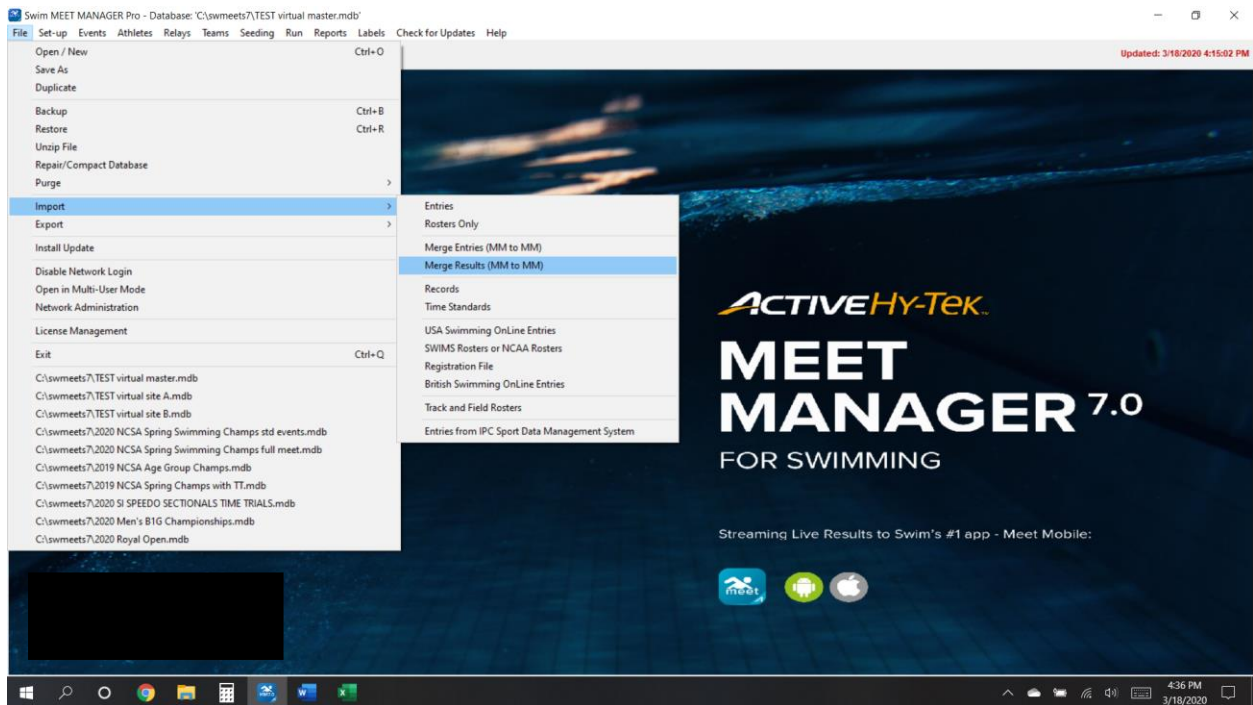 Swim MEET MANAGER Pro - Database: 'C:\swmeets7\TEST virtual master.mdb'
File Set-up Events Athletes Relays Teams Seeding Run Reports Labels Check for Updates Help
Updated: 3/18/2020 4:15:02 PM
Open / New Ctrl+O
Save As
Duplicate
Backup Ctrl+B
Restore Ctrl+R
Unzip File
Repair/Compact Database
Purge >
Import >
Export >
Install Update
Disable Network Login
Open in Multi-User Mode
Network Administration
License Management
Exit Ctrl+Q
C:\swmeets7\TEST virtual master.mdb
C:\swmeets7\TEST virtual site A.mdb
C:\swmeets7\TEST virtual site B.mdb
C:\swmeets7\2020 NCSA Spring Swimming Champs std events.mdb
C:\swmeets7\2020 NCSA Spring Swimming Champs full meet.mdb
C:\swmeets7\2019 NCSA Age Group Champs.mdb
C:\swmeets7\2019 NCSA Spring Champs with TT.mdb
C:\swmeets7\2020 SI SPEEDO SECTIONALS TIME TRIALS.mdb
C:\swmeets7\2020 Men's B1G Championships.mdb
C:\swmeets7\2020 Royal Open.mdb
Entries
Rosters Only
Merge Entries (MM to MM)
Merge Results (MM to MM)
Records
Time Standards
USA Swimming OnLine Entries
SWIMS Rosters or NCAA Rosters
Registration File
British Swimming OnLine Entries
Track and Field Rosters
Entries from IPC Sport Data Management System
ACTIVEHY-TEK™
MEET
MANAGER 7.0
FOR SWIMMING
Streaming Live Results to Swim's #1 app - Meet Mobile:
meet
4:36 PM
3/18/2020